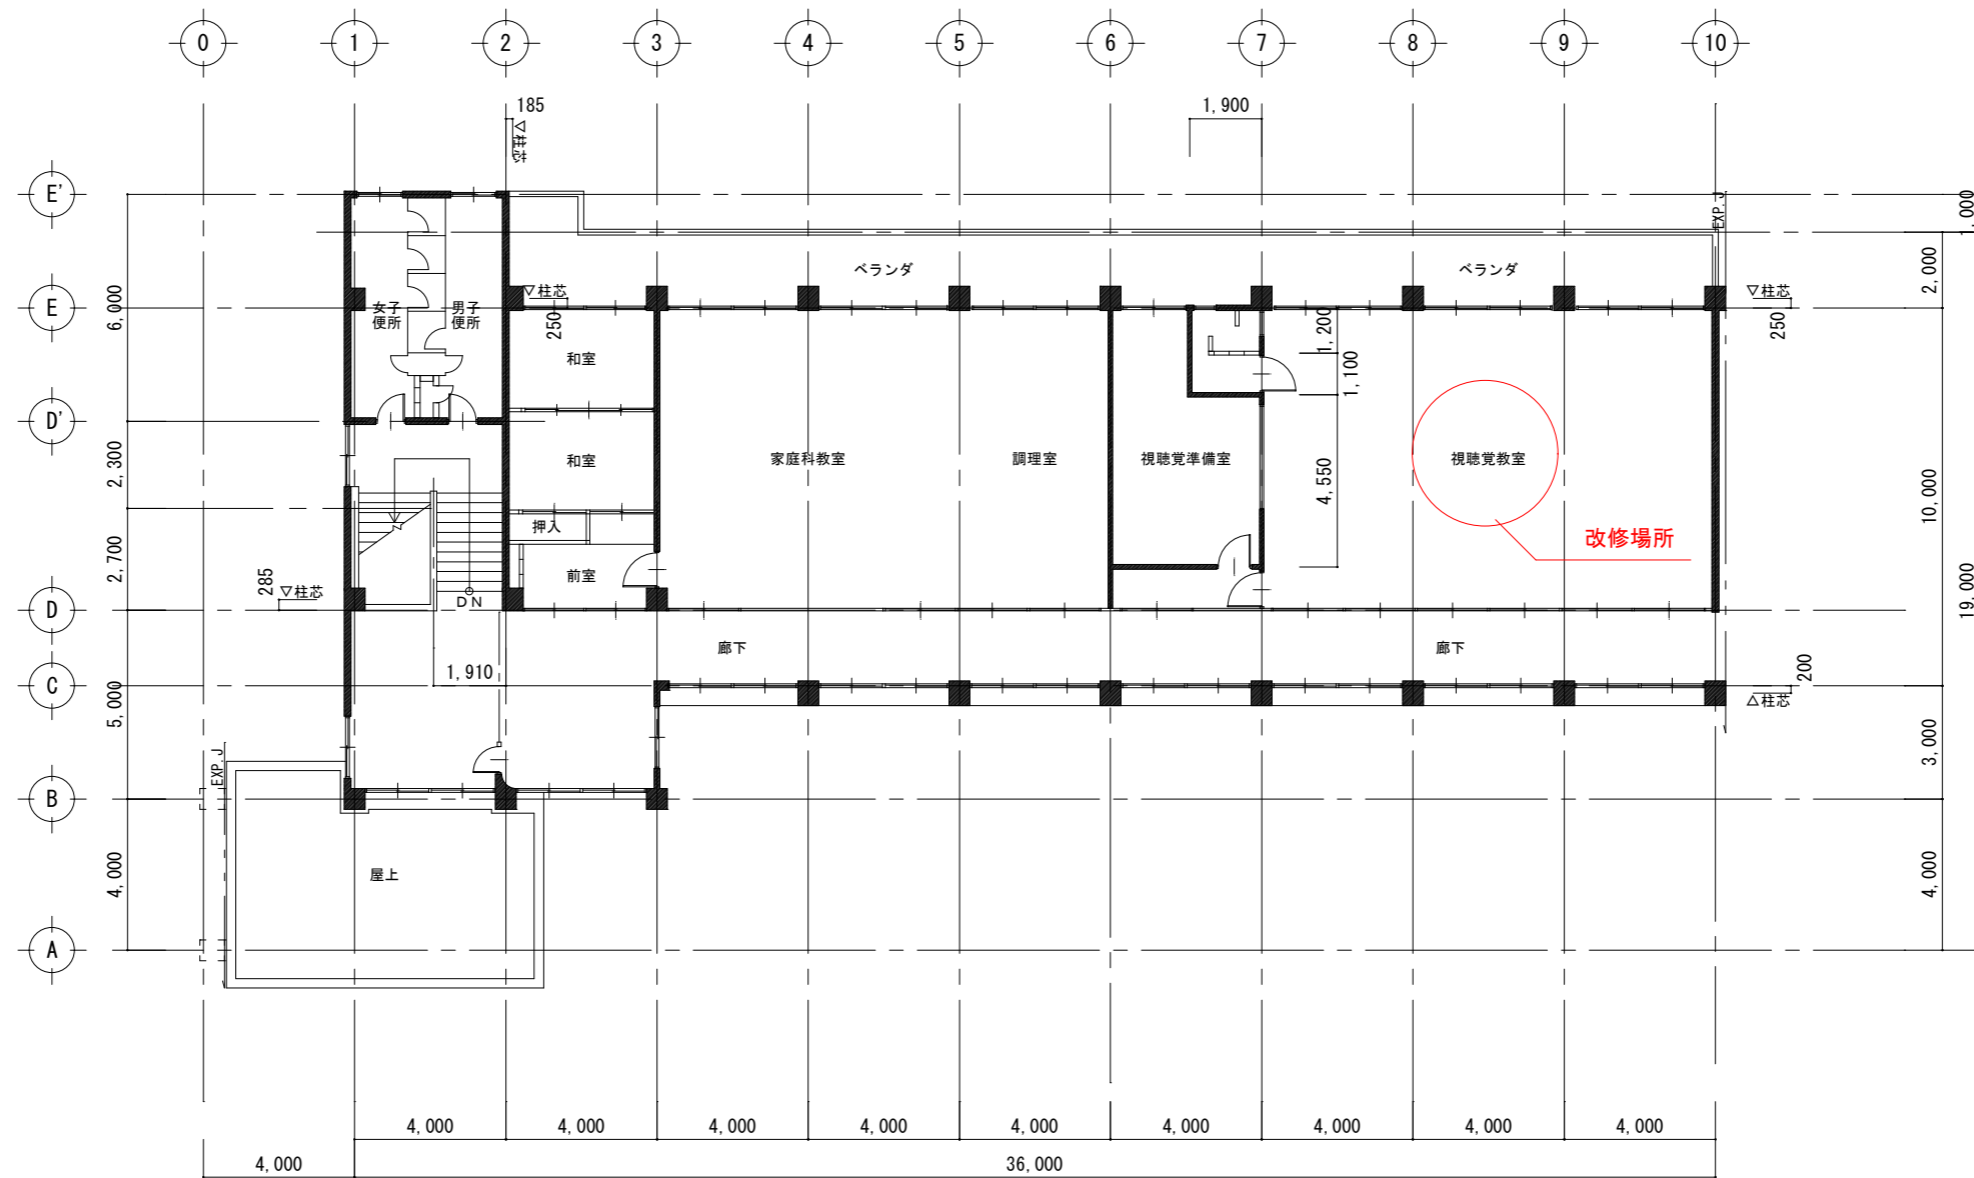 0 1 2 3 4 5 6 7 8 9 10
185
▽柱芯
1,900
E'
EXP.J
1,000
ベランダ
ベランダ
2,000
▽柱芯
▽柱芯
E
6,000
女子
便所
男子
便所
250
250
1,200
和室
1,100
D'
2,300
和室
家庭科教室
調理室
視聴覚準備室
4,550
視聴覚教室
10,000
押入
改修場所
2,700
前室
285
▽柱芯
DN
19,000
D
廊下
廊下
1,910
200
C
△柱芯
5,000
3,000
EXP.J
B
屋上
4,000
4,000
A
4,000 4,000 4,000 4,000 4,000 4,000 4,000 4,000 4,000
4,000 36,000